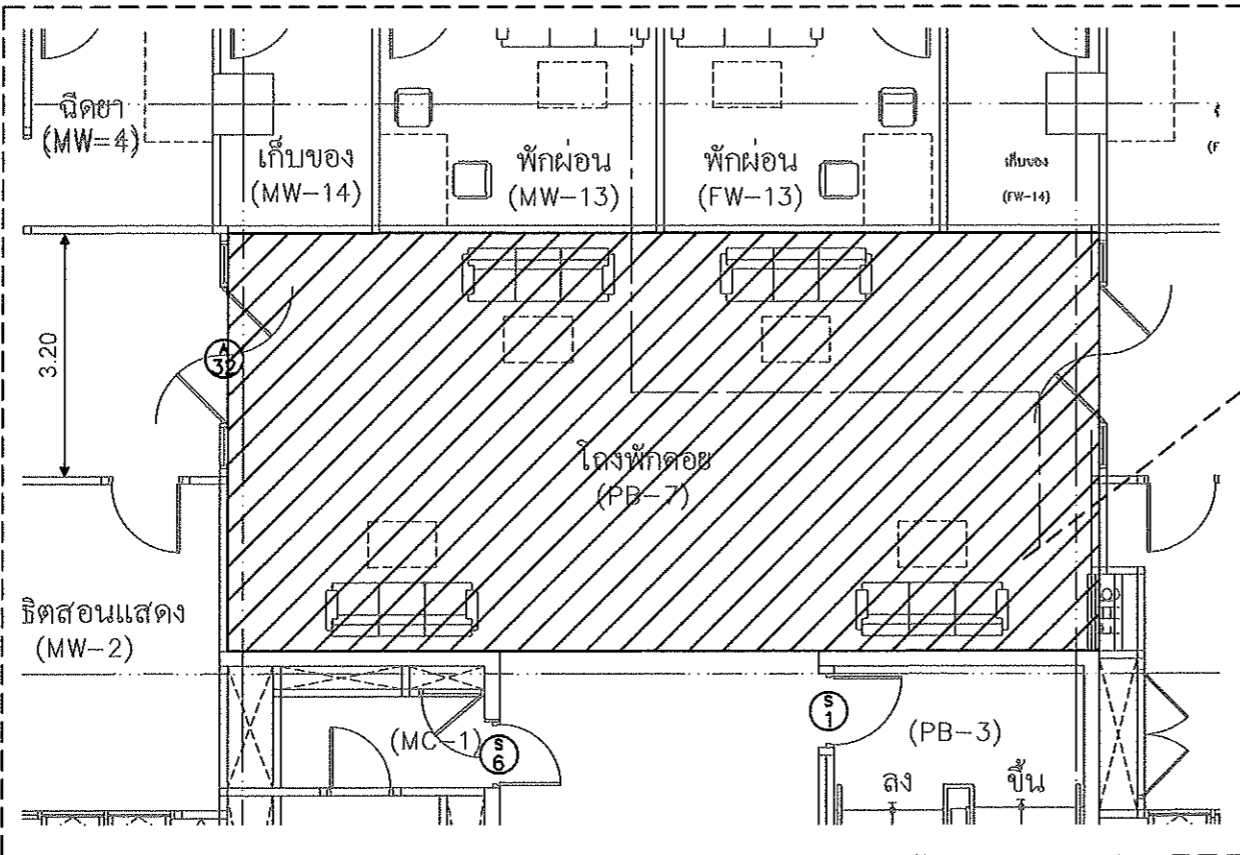 ฉีดยา
(MW-4)
เก็บของ
(MW-14)
พักผ่อน
(MW-13)
พักผ่อน
(FW-13)
เก็บของ
(FW-14)
(F
3.20
A
32
โถงพักคอย
(PB-7)
ธิตสอนแสดง
(MW-2)
(MC-1)
S
6
S
1
(PB-3)
ลง
ขึ้น